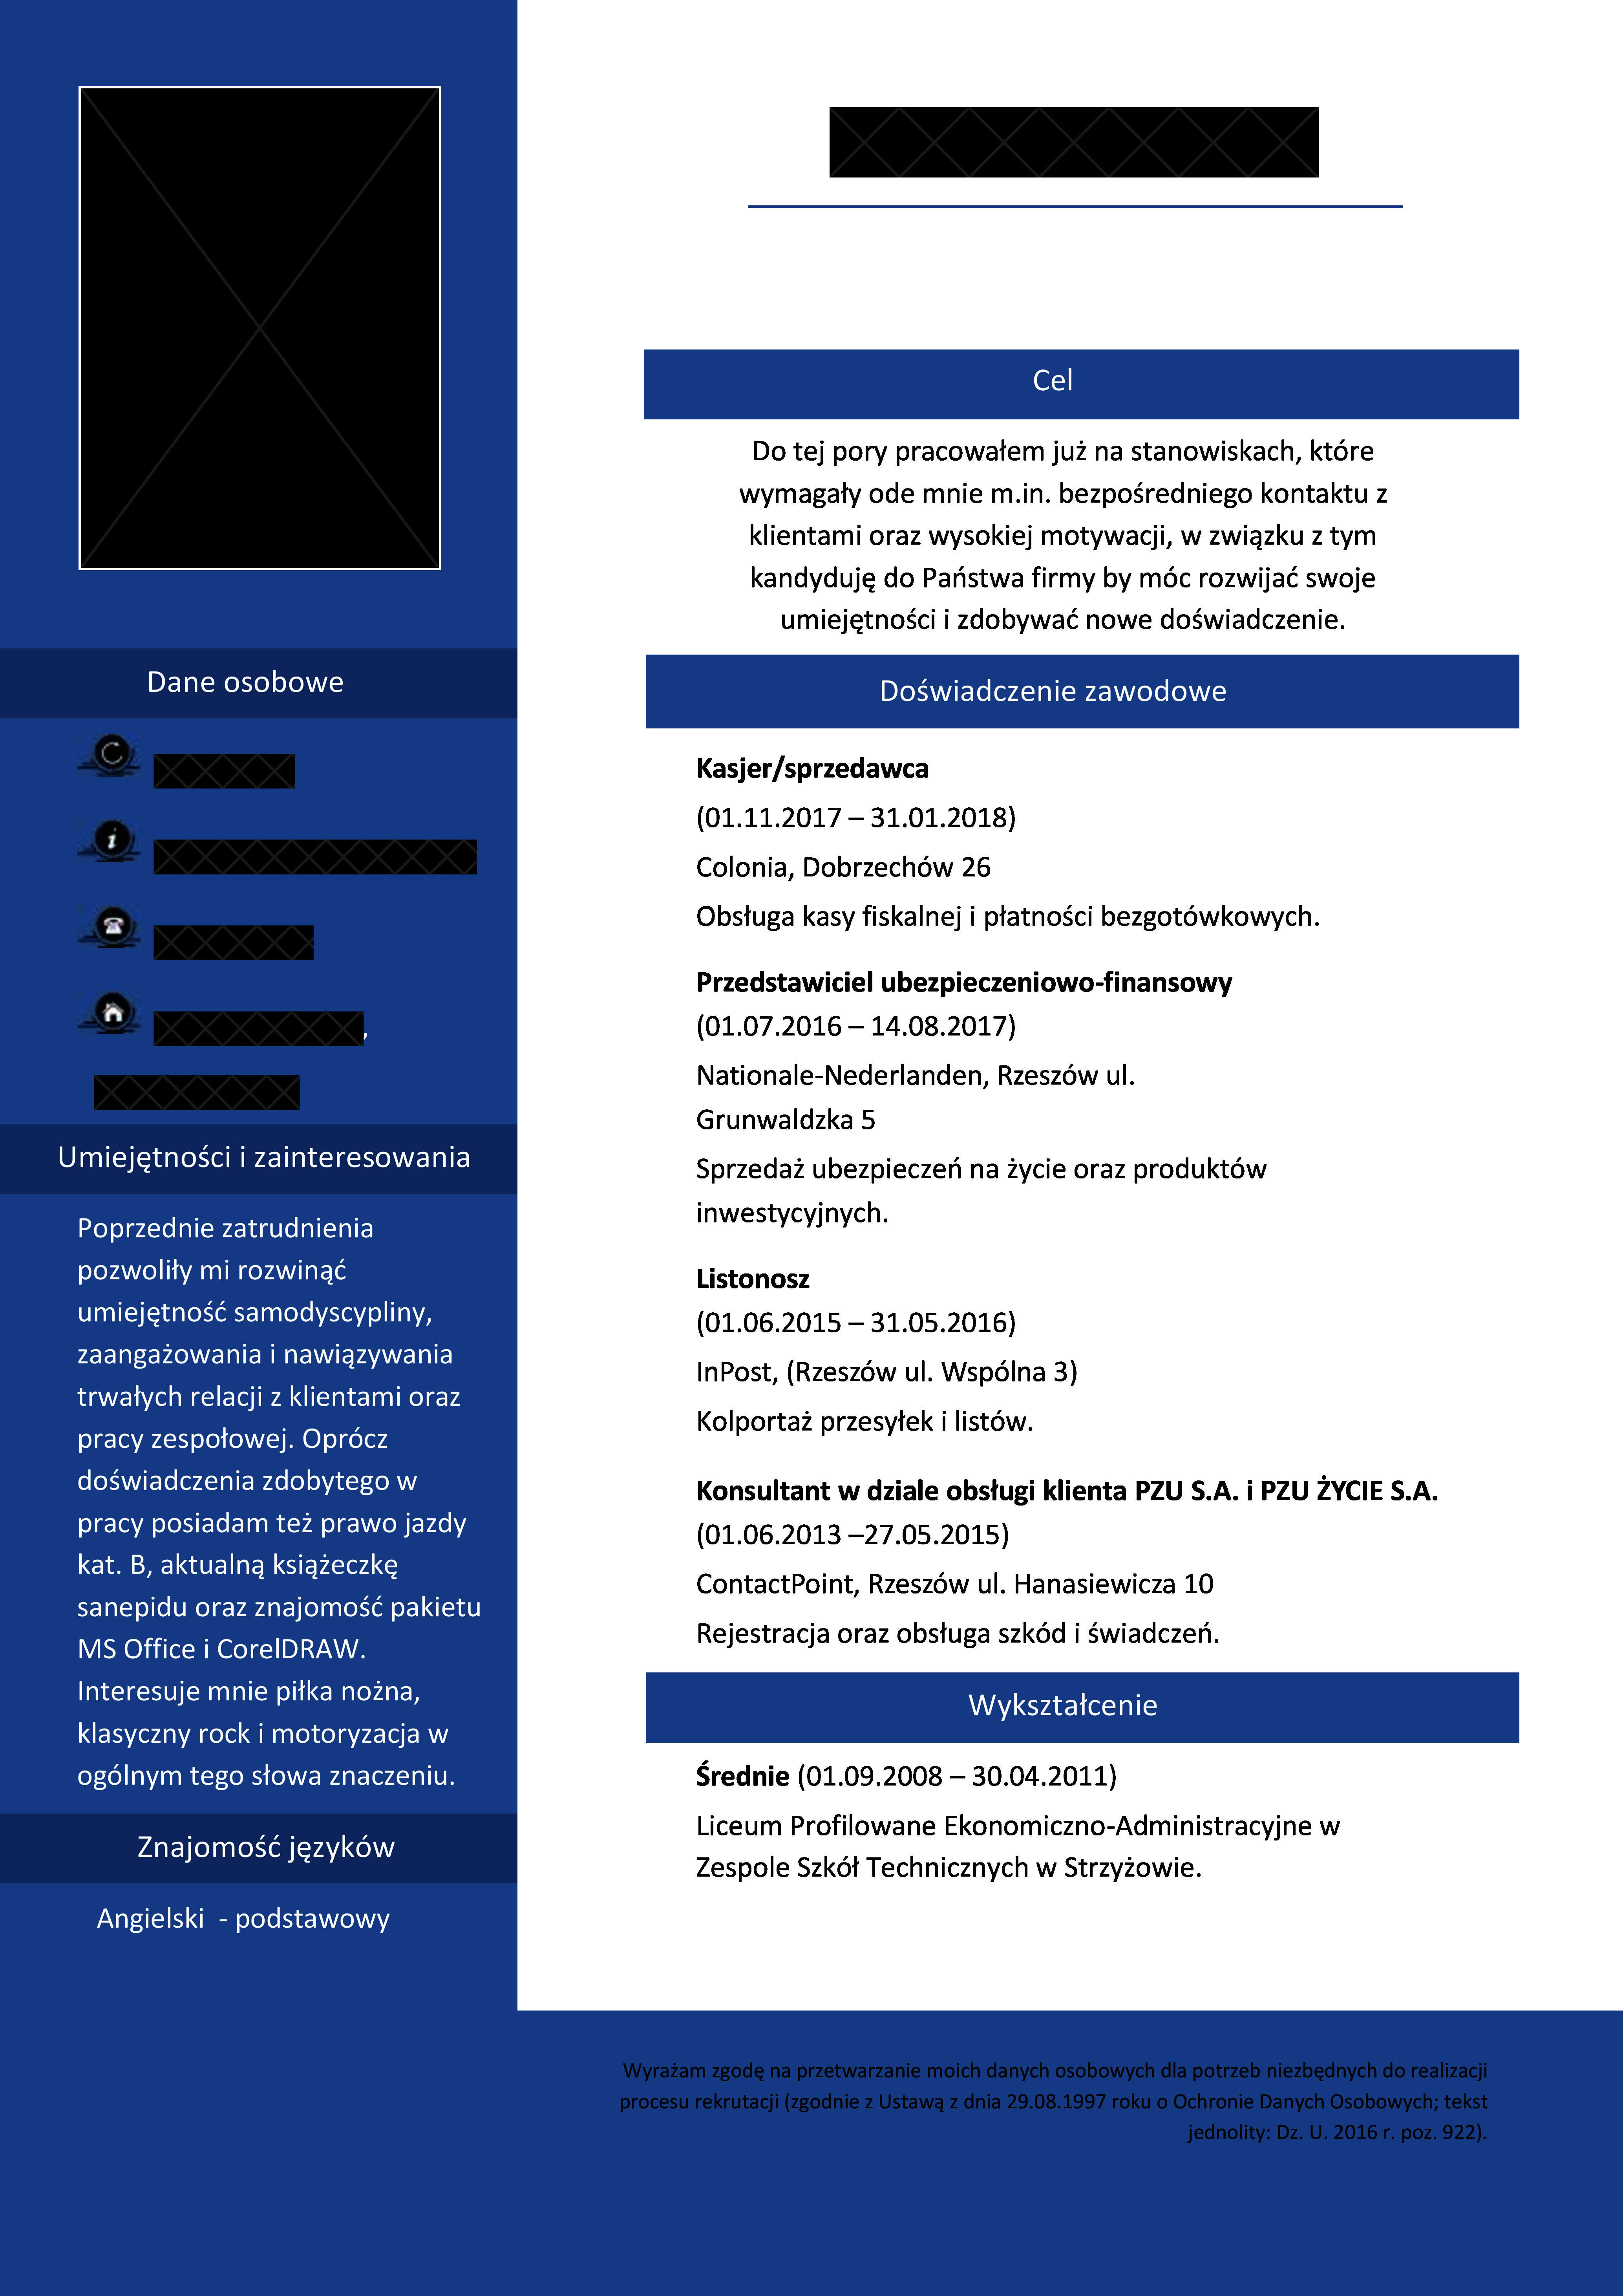 Dane osobowe
,
Umiejętności i zainteresowania
Poprzednie zatrudnienia
pozwoliły mi rozwinąć
umiejętność samodyscypliny,
zaangażowania i nawiązywania
trwałych relacji z klientami oraz
pracy zespołowej. Oprócz
doświadczenia zdobytego w
pracy posiadam też prawo jazdy
kat. B, aktualną książeczkę
sanepidu oraz znajomość pakietu
MS Office i CorelDRAW.
Interesuje mnie piłka nożna,
klasyczny rock i motoryzacja w
ogólnym tego słowa znaczeniu.
Znajomość języków
Angielski  - podstawowy
Cel
Do tej pory pracowałem już na stanowiskach, które
wymagały ode mnie m.in. bezpośredniego kontaktu z
klientami oraz wysokiej motywacji, w związku z tym
kandyduję do Państwa firmy by móc rozwijać swoje
umiejętności i zdobywać nowe doświadczenie.
Doświadczenie zawodowe
Kasjer/sprzedawca
(01.11.2017 – 31.01.2018)
Colonia, Dobrzechów 26
Obsługa kasy fiskalnej i płatności bezgotówkowych.
Przedstawiciel ubezpieczeniowo-finansowy
(01.07.2016 – 14.08.2017)
Nationale-Nederlanden, Rzeszów ul.
Grunwaldzka 5
Sprzedaż ubezpieczeń na życie oraz produktów
inwestycyjnych.
Listonosz
(01.06.2015 – 31.05.2016)
InPost, (Rzeszów ul. Wspólna 3)
Kolportaż przesyłek i listów.
Konsultant w dziale obsługi klienta PZU S.A. i PZU ŻYCIE S.A.
(01.06.2013 –27.05.2015)
ContactPoint, Rzeszów ul. Hanasiewicza 10
Rejestracja oraz obsługa szkód i świadczeń.
Wykształcenie
Średnie (01.09.2008 – 30.04.2011)
Liceum Profilowane Ekonomiczno-Administracyjne w
Zespole Szkół Technicznych w Strzyżowie.
Wyrażam zgodę na przetwarzanie moich danych osobowych dla potrzeb niezbędnych do realizacji
procesu rekrutacji (zgodnie z Ustawą z dnia 29.08.1997 roku o Ochronie Danych Osobowych; tekst
jednolity: Dz. U. 2016 r. poz. 922).